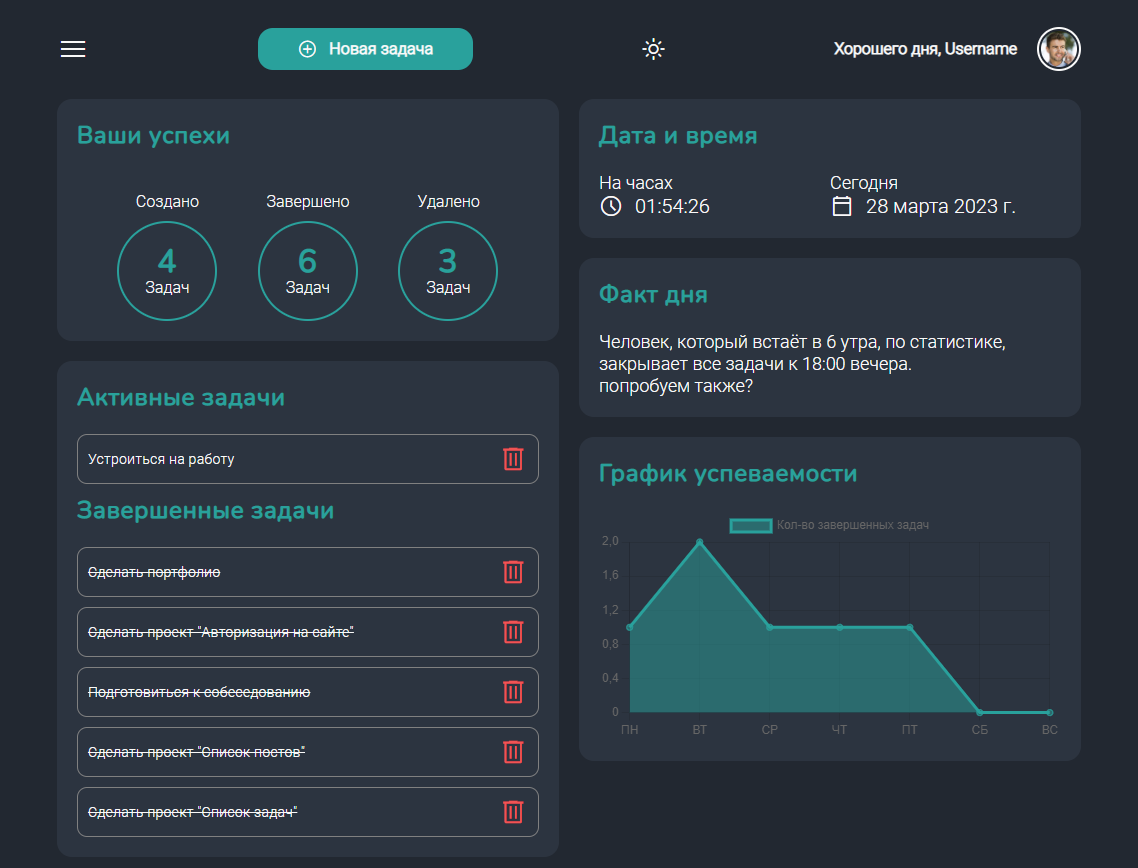 Новая задача
Хорошего дня, Username
Ваши успехи
Создано
Завершено
Удалено
4
Задач
6
Задач
3
Задач
Активные задачи
Устроиться на работу
Завершенные задачи
Сделать портфолио
Сделать проект "Авторизация на сайте"
Подготовиться к собеседованию
Сделать проект "Список постов"
Сделать проект "Список задач"
Дата и время
На часах
01:54:26
Сегодня
28 марта 2023 г.
Факт дня
Человек, который встаёт в 6 утра, по статистике,
закрывает все задачи к 18:00 вечера.
попробуем также?
График успеваемости
Кол-во завершенных задач
2,0
1,6
1,2
0,8
0,4
0
ПН ВТ СР ЧТ ПТ СБ ВС